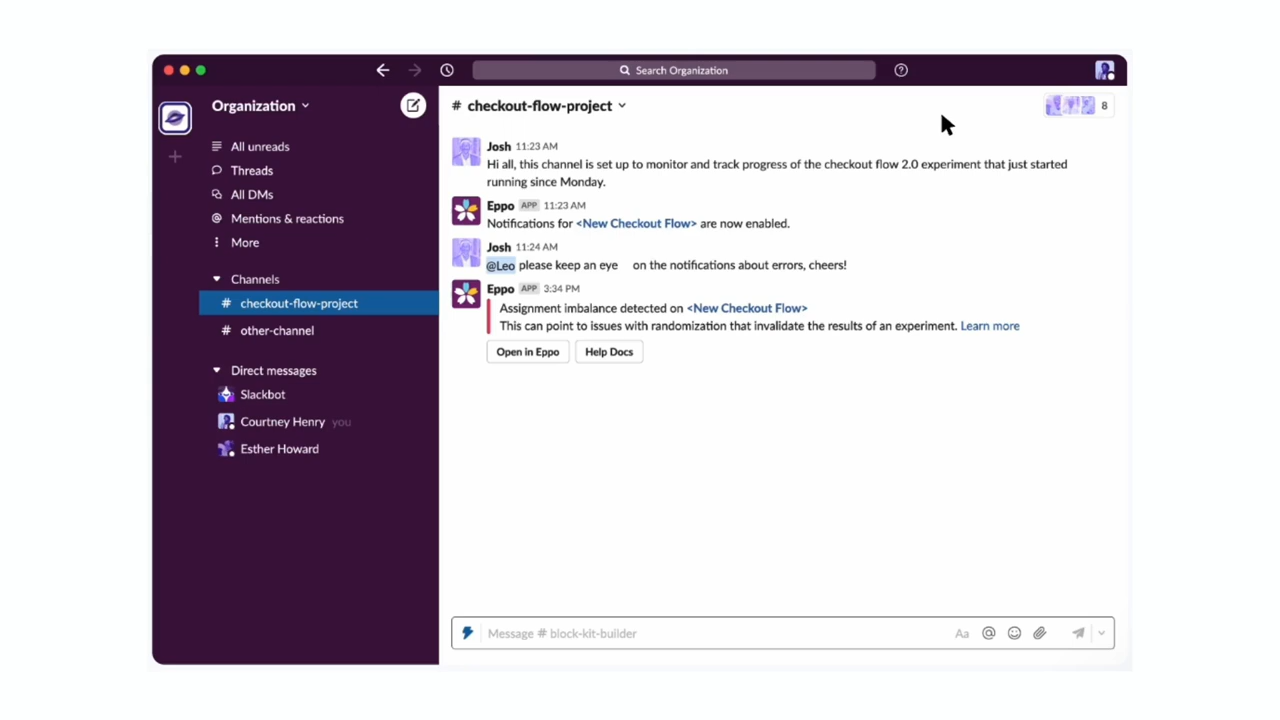 Search Organization
Organization
All unreads
Threads
All DMs
Mentions & reactions
More
Channels
# checkout-flow-project
# other-channel
Direct messages
Slackbot
Courtney Henry you
Esther Howard
# checkout-flow-project
8
Josh 11:23 AM
Hi all, this channel is set up to monitor and track progress of the checkout flow 2.0 experiment that just started
running since Monday.
Eppo APP 11:23 AM
Notifications for <New Checkout Flow> are now enabled.
Josh 11:24 AM
@Leo please keep an eye on the notifications about errors, cheers!
Eppo APP 3:34 PM
Assignment imbalance detected on <New Checkout Flow>
This can point to issues with randomization that invalidate the results of an experiment. Learn more
Open in Eppo Help Docs
Message # block-kit-builder
Aa @